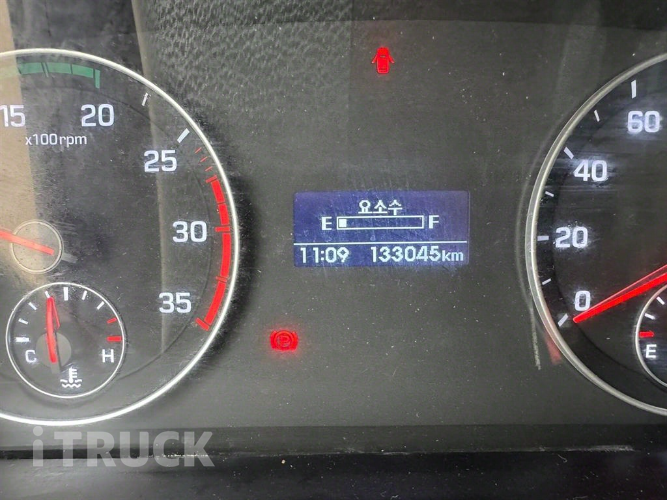 15 20 25 30 35
x100rpm
C H
요소수
E F
11:09 133045km
0 20 40 60
E
iTRUCK